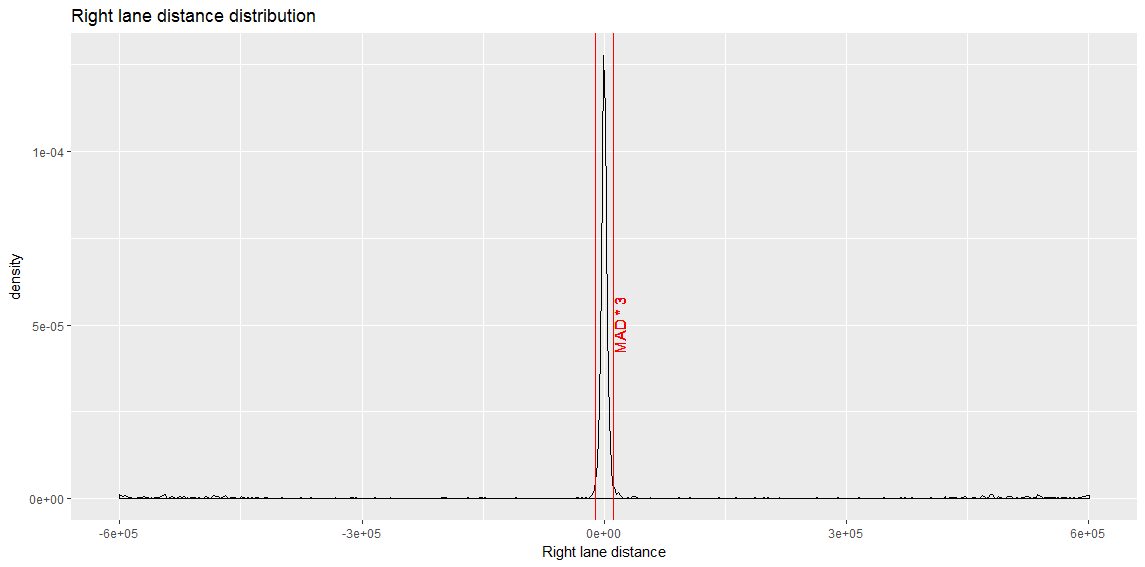 Right lane distance distribution
density
1e-04
5e-05
0e+00
MAD * 3
-6e+05
-3e+05
0e+00
3e+05
6e+05
Right lane distance